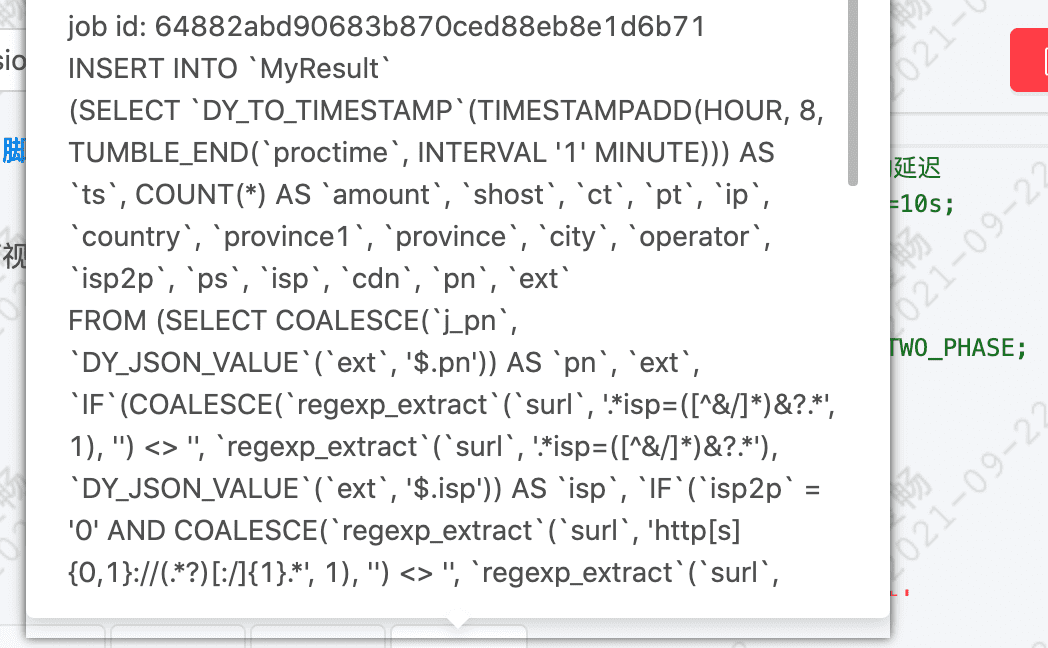 job id: 64882abd90683b870ced88eb8e1d6b71
INSERT INTO `MyResult`
(SELECT `DY_TO_TIMESTAMP`(TIMESTAMPADD(HOUR, 8,
TUMBLE_END(`proctime`, INTERVAL '1' MINUTE))) AS
`ts`, COUNT(*) AS `amount`, `shost`, `ct`, `pt`, `ip`,
`country`, `province1`, `province`, `city`, `operator`,
`isp2p`, `ps`, `isp`, `cdn`, `pn`, `ext`
FROM (SELECT COALESCE(`j_pn`,
`DY_JSON_VALUE`(`ext`, '$.pn')) AS `pn`, `ext`,
`IF`(COALESCE(`regexp_extract`(`surl`, '.*isp=([^&/]*)&?.*',
1), '') <> '', `regexp_extract`(`surl`, '.*isp=([^&/]*)&?.*'),
`DY_JSON_VALUE`(`ext`, '$.isp')) AS `isp`, `IF`(`isp2p` =
'0' AND COALESCE(`regexp_extract`(`surl`, 'http[s]
{0,1}://(.*?)[:/]{1}.*', 1), '') <> '', `regexp_extract`(`surl`,
sio
脚
视
延迟
=10s;
TWO_PHASE;
畅
2021-09-22
畅
2021-09-22
畅
2021-09-22